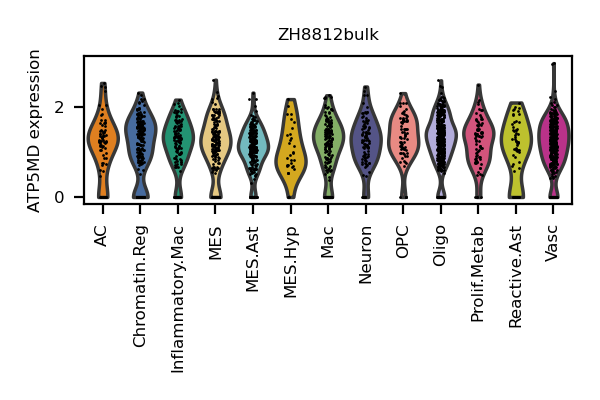 ZH8812bulk
ATP5MD expression
2
0
AC
Chromatin.Reg
Inflammatory.Mac
MES
MES.Ast
MES.Hyp
Mac
Neuron
OPC
Oligo
Prolif.Metab
Reactive.Ast
Vasc